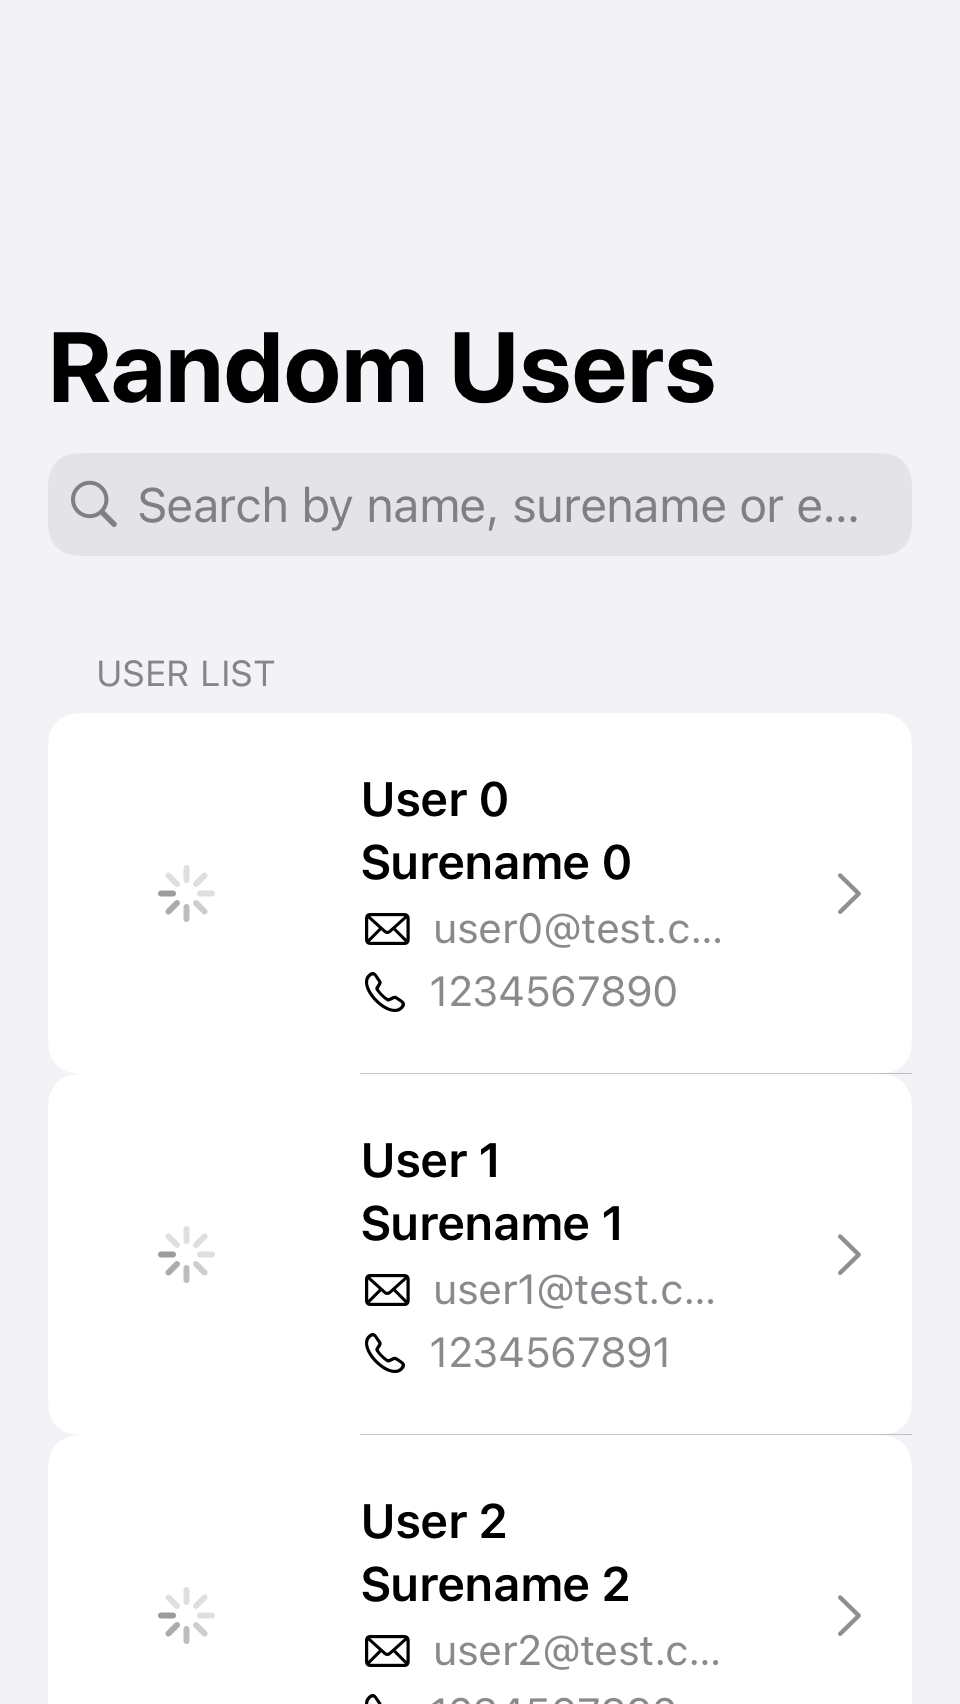 Random Users
Search by name, surename or e...
USER LIST
User 0
Surename 0
user0@test.c...
1234567890
User 1
Surename 1
user1@test.c...
1234567891
User 2
Surename 2
user2@test.c...